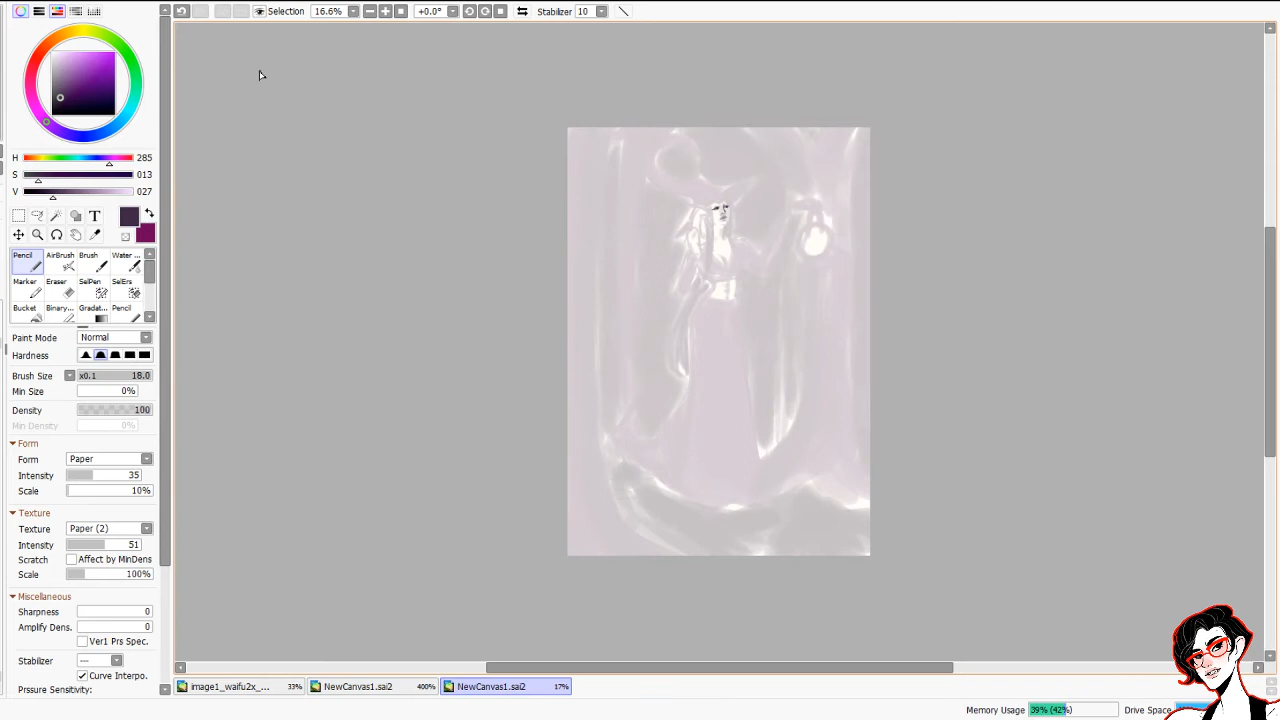 Selection 16.6% +0.0° Stabilizer 10
H 285
S 013
V 027
T
Pencil AirBrush Brush Water ...
Marker Eraser SelPen SelErs
Bucket Binary... Gradat... Pencil
Paint Mode Normal
Hardness
Brush Size x0.1 18.0
Min Size 0%
Density 100
Min Density 0%
Form
Form Paper
Intensity 35
Scale 10%
Texture
Texture Paper (2)
Intensity 51
Scratch Affect by MinDens
Scale 100%
Miscellaneous
Sharpness 0
Amplify Dens. 0
Ver1 Prs Spec.
Stabilizer ---
Curve Interpo.
Prssure Sensitivity:
image1_waifu2x_... 33% NewCanvas1.sai2 400% NewCanvas1.sai2 17%
Memory Usage 39% (42%) Drive Space